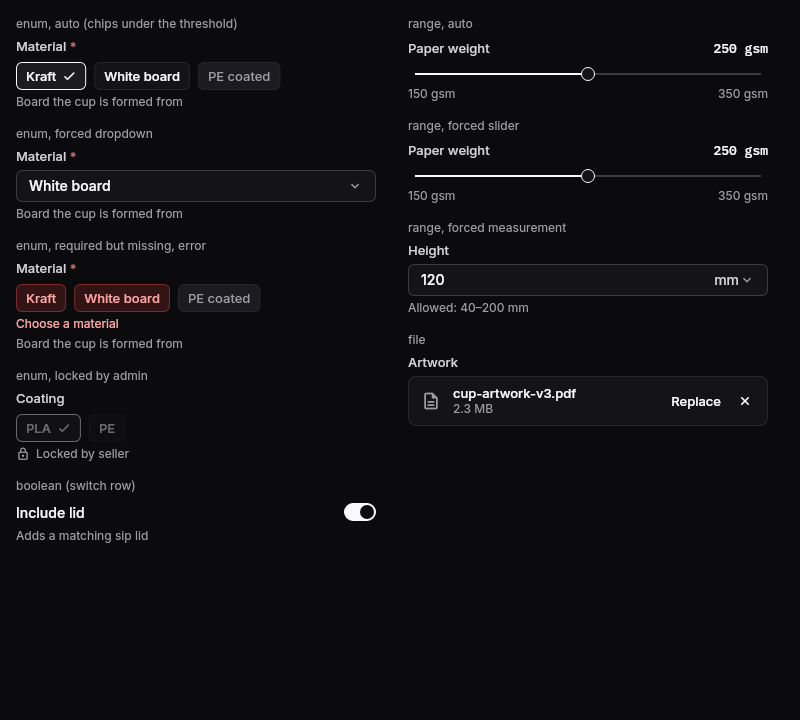 enum, auto (chips under the threshold)
Material *
Kraft
White board
PE coated
Board the cup is formed from
enum, forced dropdown
Material *
White board
Board the cup is formed from
enum, required but missing, error
Material *
Kraft
White board
PE coated
Choose a material
Board the cup is formed from
enum, locked by admin
Coating
PLA
PE
Locked by seller
boolean (switch row)
Include lid
Adds a matching sip lid
range, auto
Paper weight 250 gsm
150 gsm 350 gsm
range, forced slider
Paper weight 250 gsm
150 gsm 350 gsm
range, forced measurement
Height
120 mm
Allowed: 40–200 mm
file
Artwork
cup-artwork-v3.pdf
2.3 MB
Replace